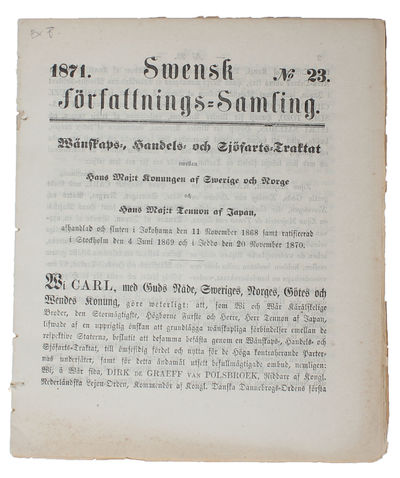 1871. Swensk № 23.
Författnings-Samling.
Wänskaps-, Handels- och Sjöfarts-Traktat
emellan
Hans Maj:t Konungen af Swerige och Norge
och
Hans Maj:t Tennon af Japan,
afhandlad och sluten i Jokohama den 11 November 1868 samt ratificerad
i Stockholm den 4 Juni 1869 och i Jeddo den 20 November 1870.
Wi CARL, med Guds Nåde, Sweriges, Norges, Götes och
Wendes Konung, göre weterligt: att, som Wi och Wår Käraliskelige
Broder, den Stormägtigste, Högborne Furste och Herre, Herr Tennon af Japan,
lifwade af en uppriktig önskan att grundlägga wänskapliga förbindelser emellan de
respektive Staterna, beslutit att desamma befästa genom en Wänskaps-, Handels- och
Sjöfarts-Traktat, till ömsesidig fördel och nytta för de Höga kontraherande Parter-
nas undersåter, samt för detta ändamål utsett befullmägtigade ombud, nemligen:
Wi, å Wår sida, DIRK DE GRAEFF VAN POLSBROEK, Riddare af Kongl.
Nederländska Lejon-Orden, Kommendör af Kongl. Danska Dannebrogs-Ordens första